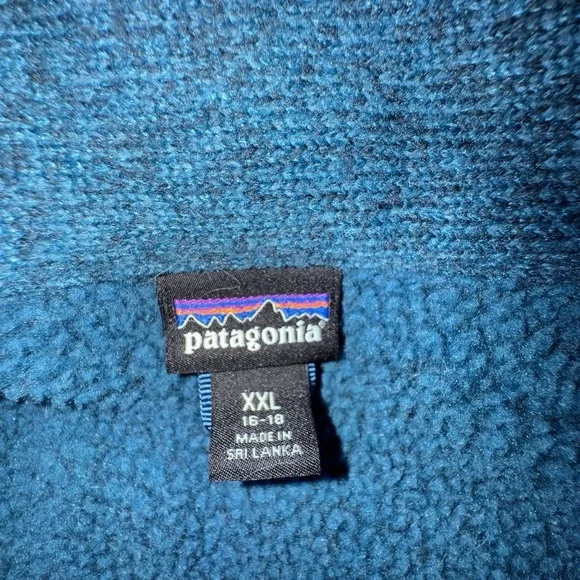 patagonia®
XXL
16-18
MADE IN
SRI LANKA